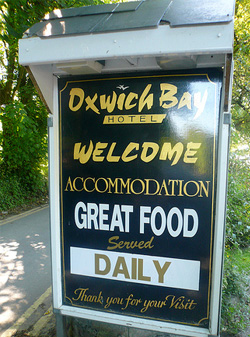 Oxwich Bay
HOTEL
WELCOME
ACCOMMODATION
GREAT FOOD
Served
DAILY
Thank you for your Visit